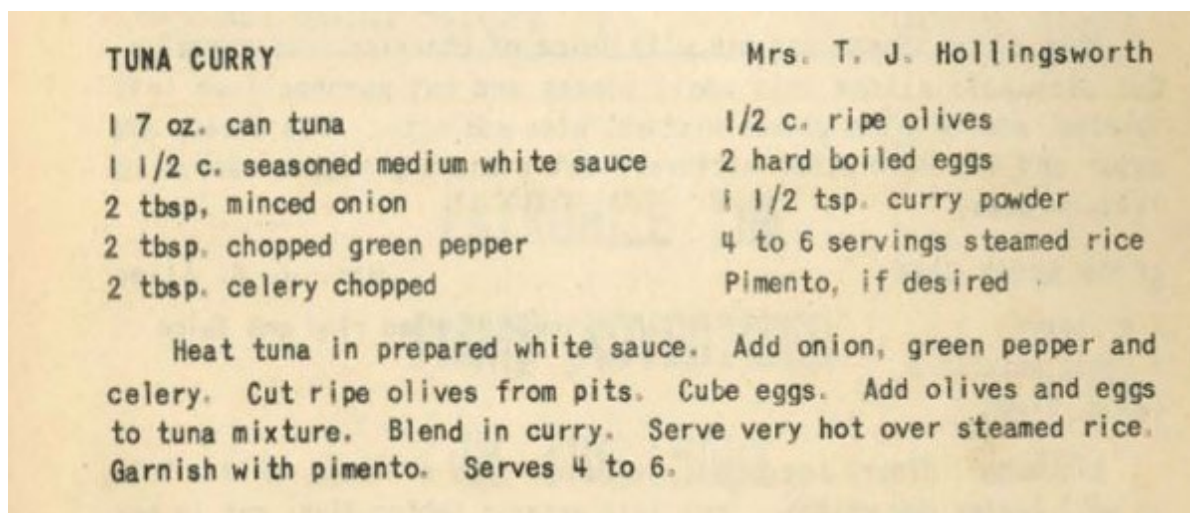 TUNA CURRY Mrs. T. J. Hollingsworth
1 7 oz. can tuna 1/2 c. ripe olives
1 1/2 c. seasoned medium white sauce 2 hard boiled eggs
2 tbsp. minced onion 1 1/2 tsp. curry powder
2 tbsp. chopped green pepper 4 to 6 servings steamed rice
2 tbsp. celery chopped Pimento, if desired
Heat tuna in prepared white sauce. Add onion, green pepper and
celery. Cut ripe olives from pits. Cube eggs. Add olives and eggs
to tuna mixture. Blend in curry. Serve very hot over steamed rice.
Garnish with pimento. Serves 4 to 6.